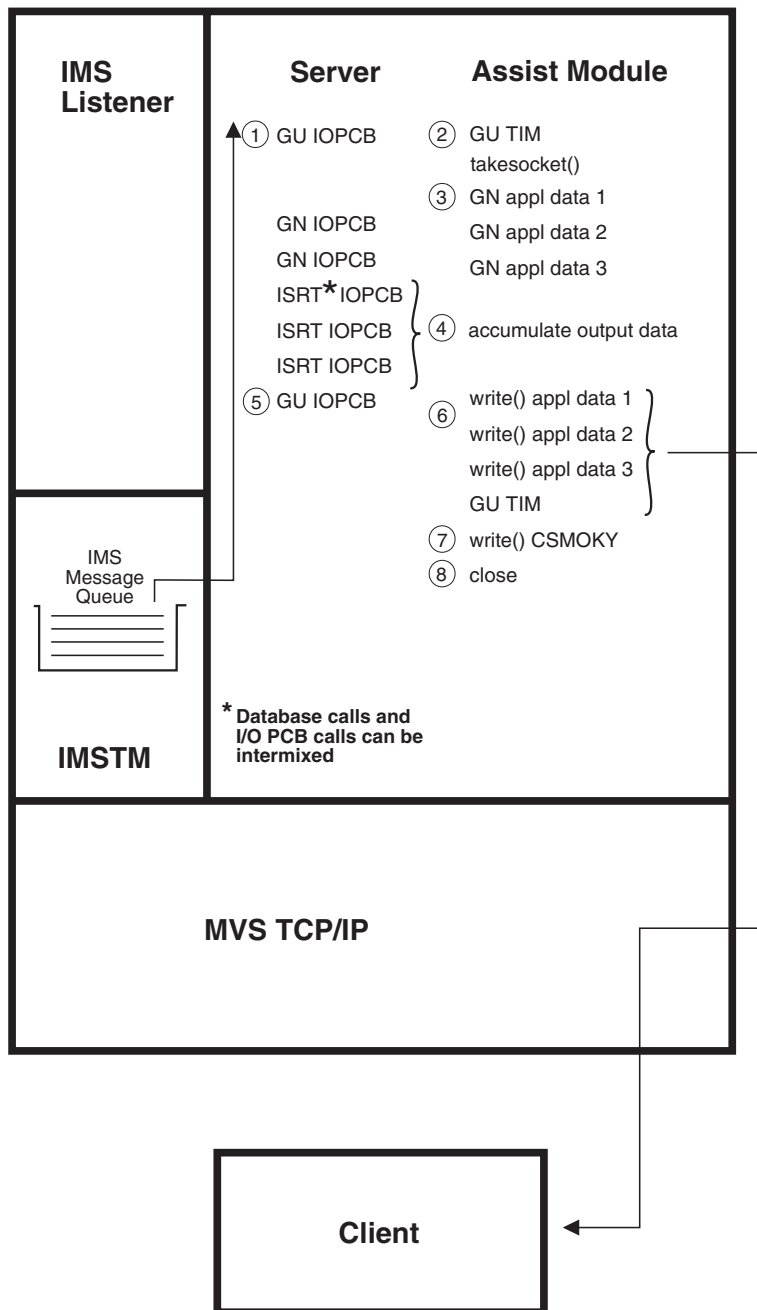 IMS
Listener
Server
Assist Module
1 GU IOPCB
2 GU TIM
takesocket()
3 GN appl data 1
GN IOPCB
GN appl data 2
GN IOPCB
GN appl data 3
ISRT* IOPCB
ISRT IOPCB
4 accumulate output data
ISRT IOPCB
5 GU IOPCB
6 write() appl data 1
write() appl data 2
write() appl data 3
GU TIM
7 write() CSMOKY
8 close
IMS
Message
Queue
IMSTM
* Database calls and
I/O PCB calls can be
intermixed
MVS TCP/IP
Client